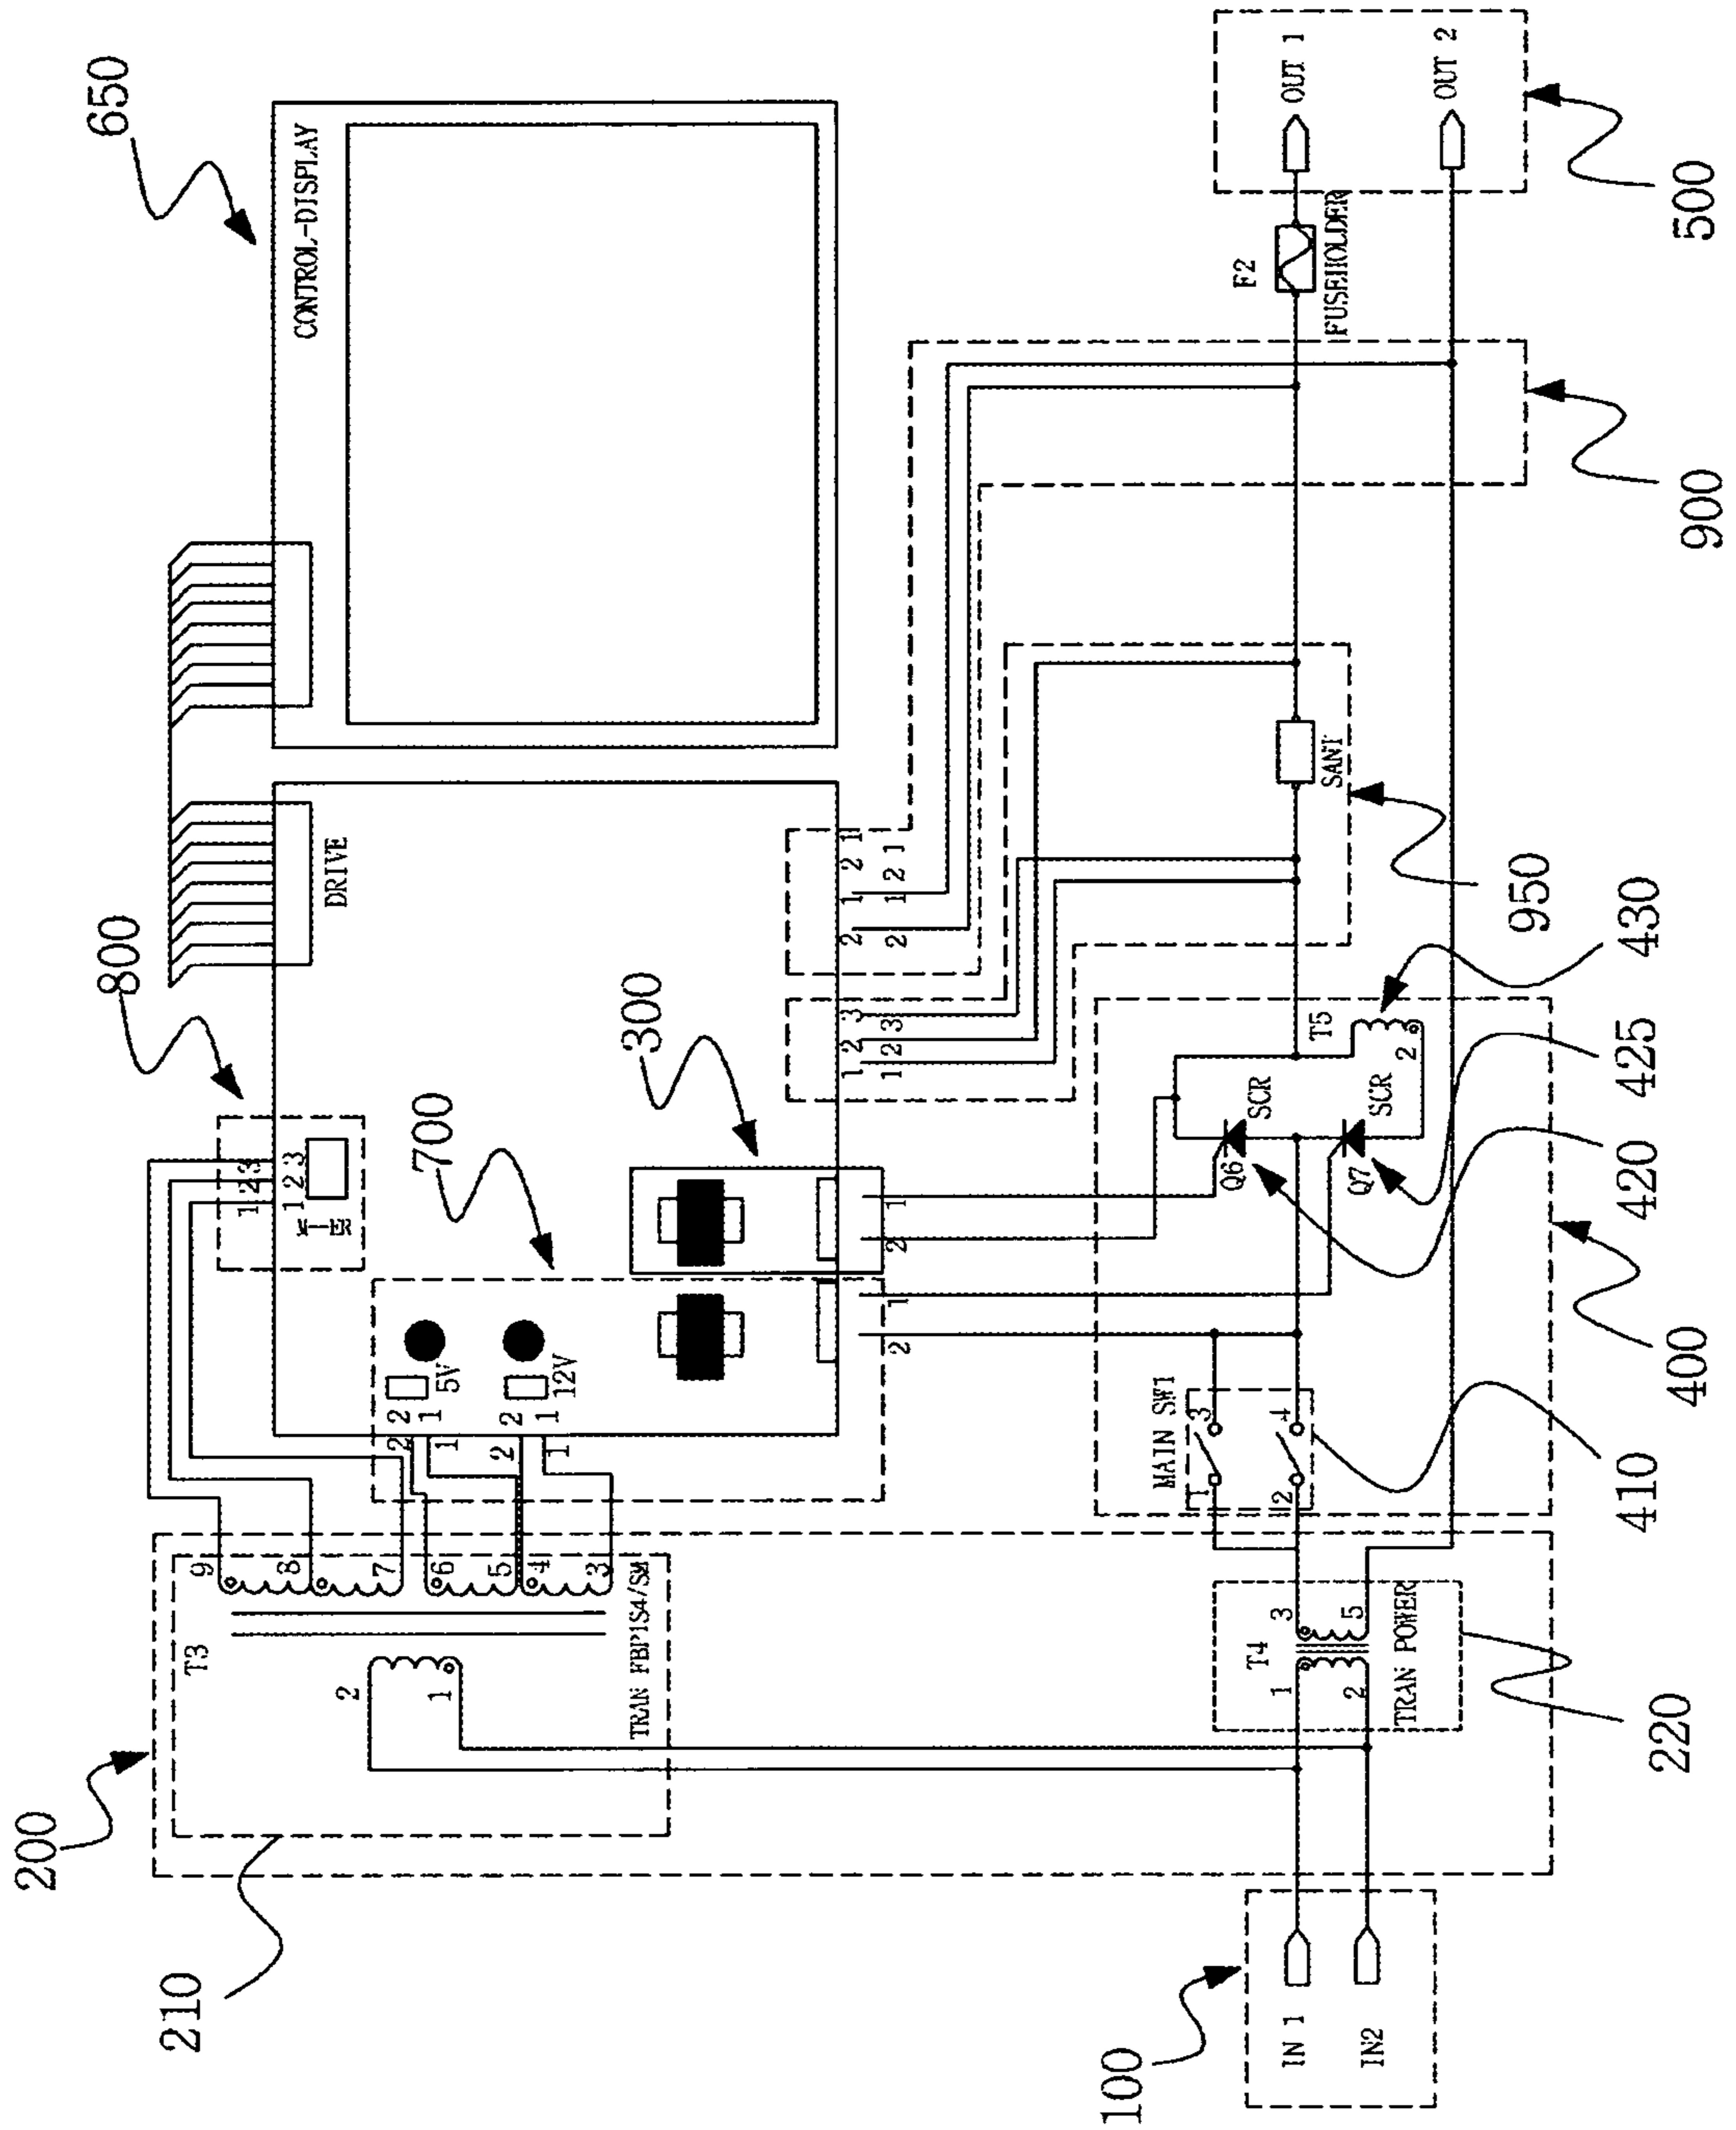 650
CONTROL-DISPLAY
DRIVE
800
1 2 3
1 2 3
700
300
5V
12V
2 1
2 1
2 1
2 1
2 1
2 1
1 2 3
1 2 3
2 1 2 1
2 1 2 1
200
210
T3
TRAN FBP1S4/SM
9 8 7 6 5 4 3
2 1
100
IN 1
IN2
T4
1 3
2 5
TRAN POWER
220
MAIN SW1
1 3
2 4
410
400
Q6
SCR
Q7
SCR
T5
2
420
425
430
SANT
950
900
F2
FUSEHOLDER
OUT 1
OUT 2
500